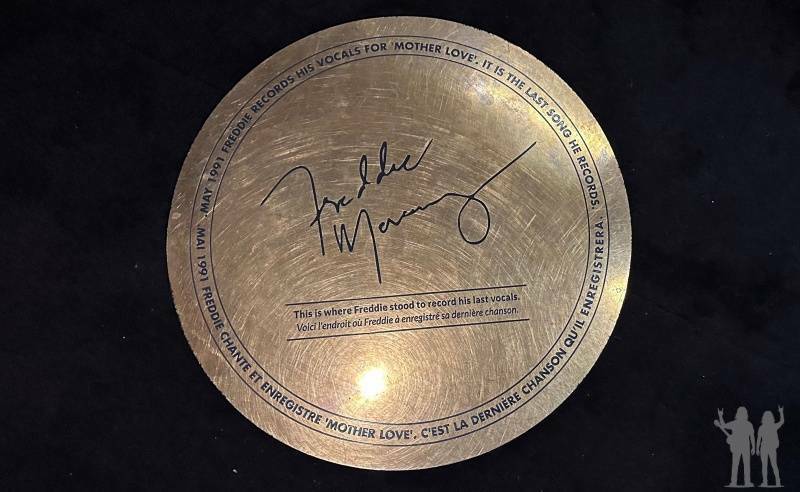 MAY 1991 FREDDIE RECORDS HIS VOCALS FOR 'MOTHER LOVE'. IT IS THE LAST SONG HE RECORDS.
Freddie
Mercury
This is where Freddie stood to record his last vocals.
Voici l'endroit où Freddie à enregistré sa dernière chanson.
MAI 1991 FREDDIE CHANTE ET ENREGISTRE 'MOTHER LOVE'. C'EST LA DERNIÈRE CHANSON QU'IL ENREGISTRERA.